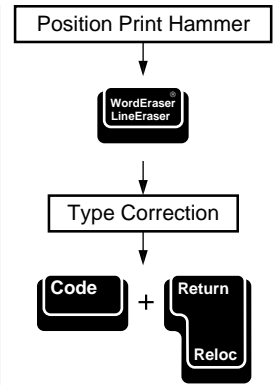 Position Print Hammer
®
WordEraser
LineEraser
Type Correction
Code + Return
Reloc